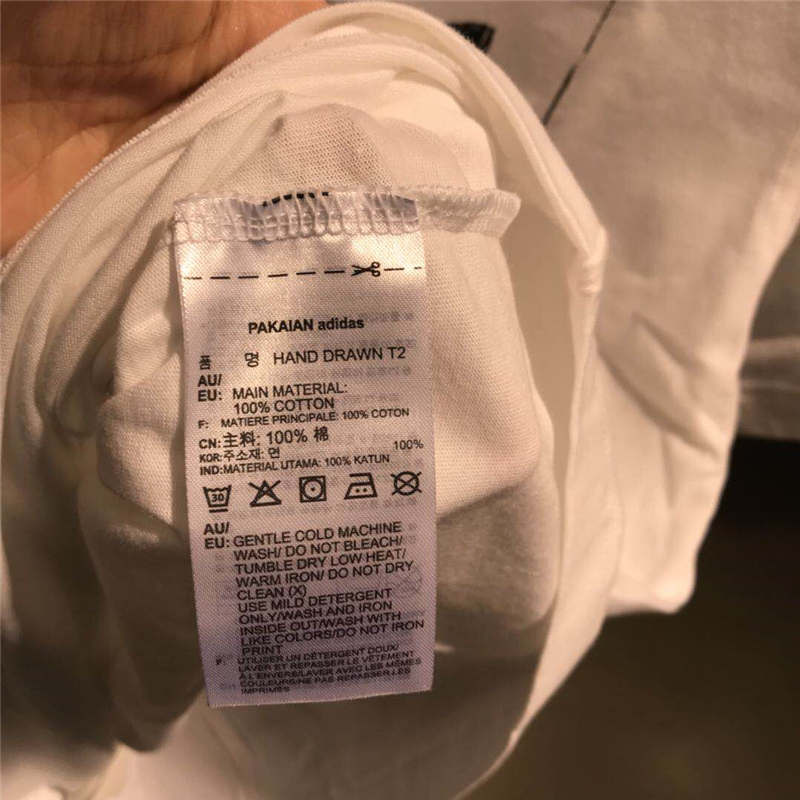 PAKAIAN adidas
품 명 HAND DRAWN T2
AU/
EU: MAIN MATERIAL:
100% COTTON
F: MATIERE PRINCIPALE: 100% COTON
CN: 主料: 100% 棉
KOR: 주소재: 면 100%
IND: MATERIAL UTAMA: 100% KATUN
30
AU/
EU: GENTLE COLD MACHINE
WASH/ DO NOT BLEACH/
TUMBLE DRY LOW HEAT/
WARM IRON/ DO NOT DRY
CLEAN (X)
USE MILD DETERGENT
ONLY/WASH AND IRON
INSIDE OUT/WASH WITH
LIKE COLORS/DO NOT IRON
PRINT
F: UTILISER UN DÉTERGENT DOUX/
LAVER ET REPASSER LE VÊTEMENT
À L'ENVERS/LAVER AVEC LES MÊMES
COULEURS/NE PAS REPASSER LES
IMPRIMÉS